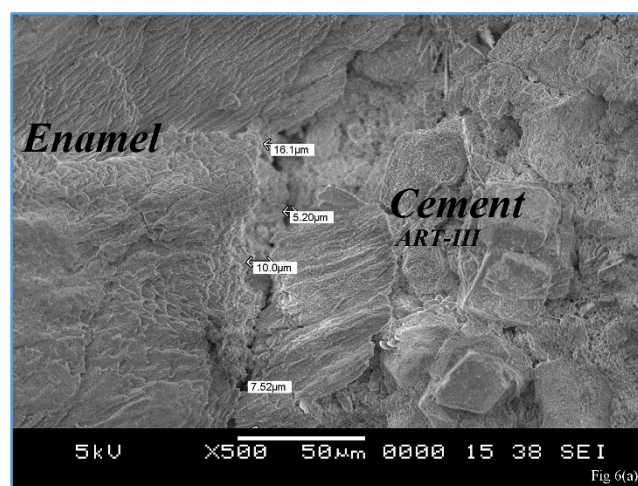 Enamel
16.1µm
Cement
5.20µm
ART-III
10.0µm
7.52µm
5kV X500 50µm 0000 15 38 SEI
Fig 6(a)